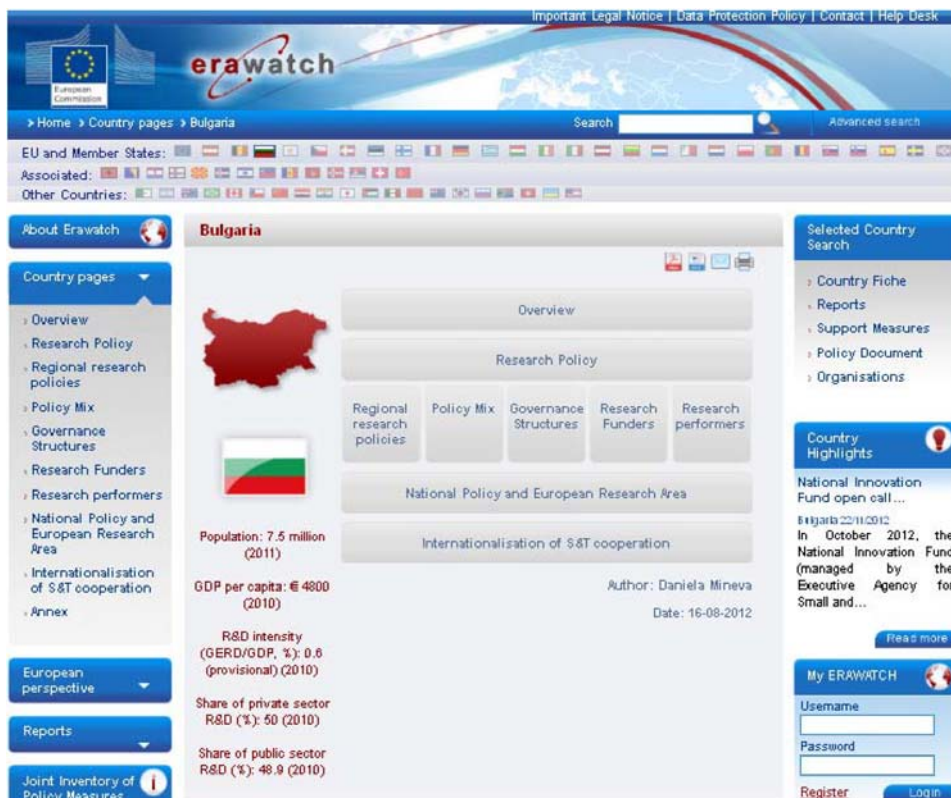 Important Legal Notice | Data Protection Policy | Contact | Help Desk
European
Commission
erawatch
Home Country pages Bulgaria
Search
Advanced search
EU and Member States:
Associated:
Other Countries:
About Erawatch
Country pages
Overview
Research Policy
Regional research
policies
Policy Mix
Governance
Structures
Research Funders
Research performers
National Policy and
European Research
Area
Internationalisation
of S&T cooperation
Annex
European
perspective
Reports
Joint Inventory of
Policy Measures
Bulgaria
Population: 7.5 million
(2011)
GDP per capita: € 4800
(2010)
R&D intensity
(GERD/GDP, %): 0.6
(provisional) (2010)
Share of private sector
R&D (%): 50 (2010)
Share of public sector
R&D (%): 48.9 (2010)
Overview
Research Policy
Regional
research
policies
Policy Mix
Governance
Structures
Research
Funders
Research
performers
National Policy and European Research Area
Internationalisation of S&T cooperation
Author: Daniela Mineva
Date: 16-08-2012
Selected Country
Search
Country Fiche
Reports
Support Measures
Policy Document
Organisations
Country
Highlights
National Innovation
Fund open call...
Bulgaria 22/11/2012
In October 2012, the
National Innovation Fund
(managed by the
Executive Agency for
Small and...
Read more
My ERAWATCH
Username
Password
Register
Login